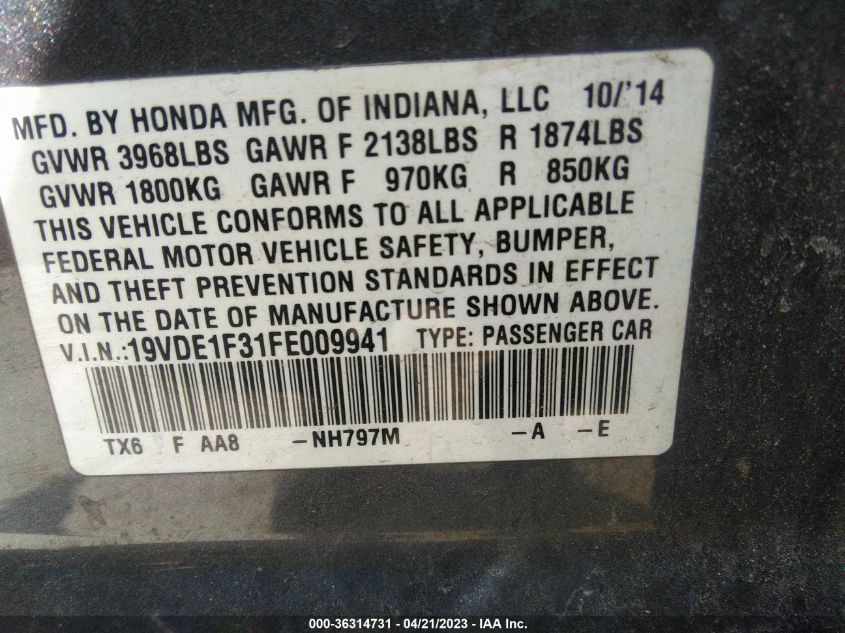 MFD. BY HONDA MFG. OF INDIANA, LLC 10/'14
GVWR 3968LBS GAWR F 2138LBS R 1874LBS
GVWR 1800KG GAWR F 970KG R 850KG
THIS VEHICLE CONFORMS TO ALL APPLICABLE
FEDERAL MOTOR VEHICLE SAFETY, BUMPER,
AND THEFT PREVENTION STANDARDS IN EFFECT
ON THE DATE OF MANUFACTURE SHOWN ABOVE.
V.I.N.:19VDE1F31FE009941 TYPE: PASSENGER CAR
TX6 F AA8 -NH797M -A -E
000-36314731 - 04/21/2023 - IAA Inc.